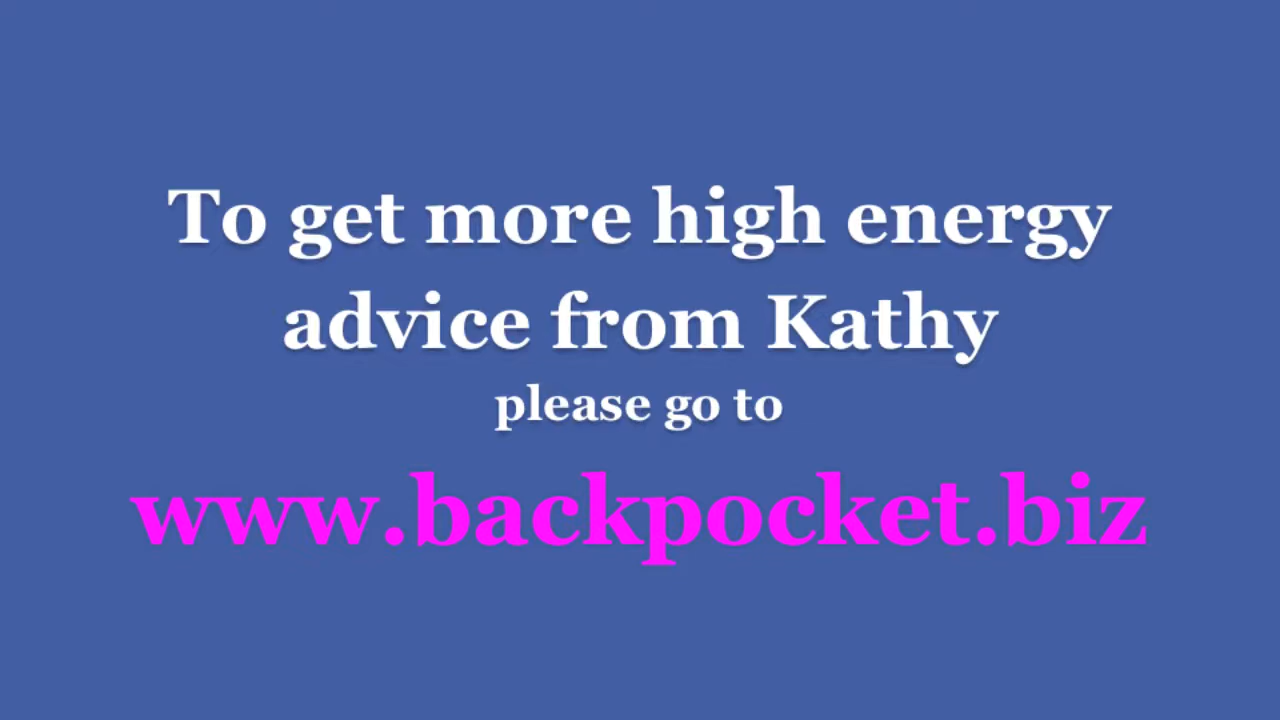 To get more high energy
advice from Kathy
please go to
www.backpocket.biz